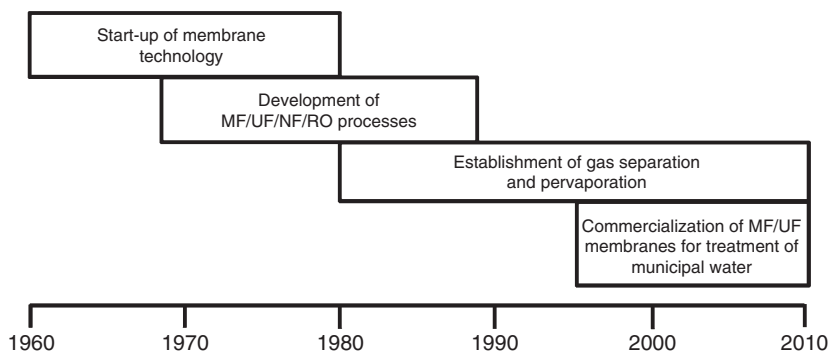 Start-up of membrane
technology
Development of
MF/UF/NF/RO processes
Establishment of gas separation
and pervaporation
Commercialization of MF/UF
membranes for treatment of
municipal water
1960 1970 1980 1990 2000 2010